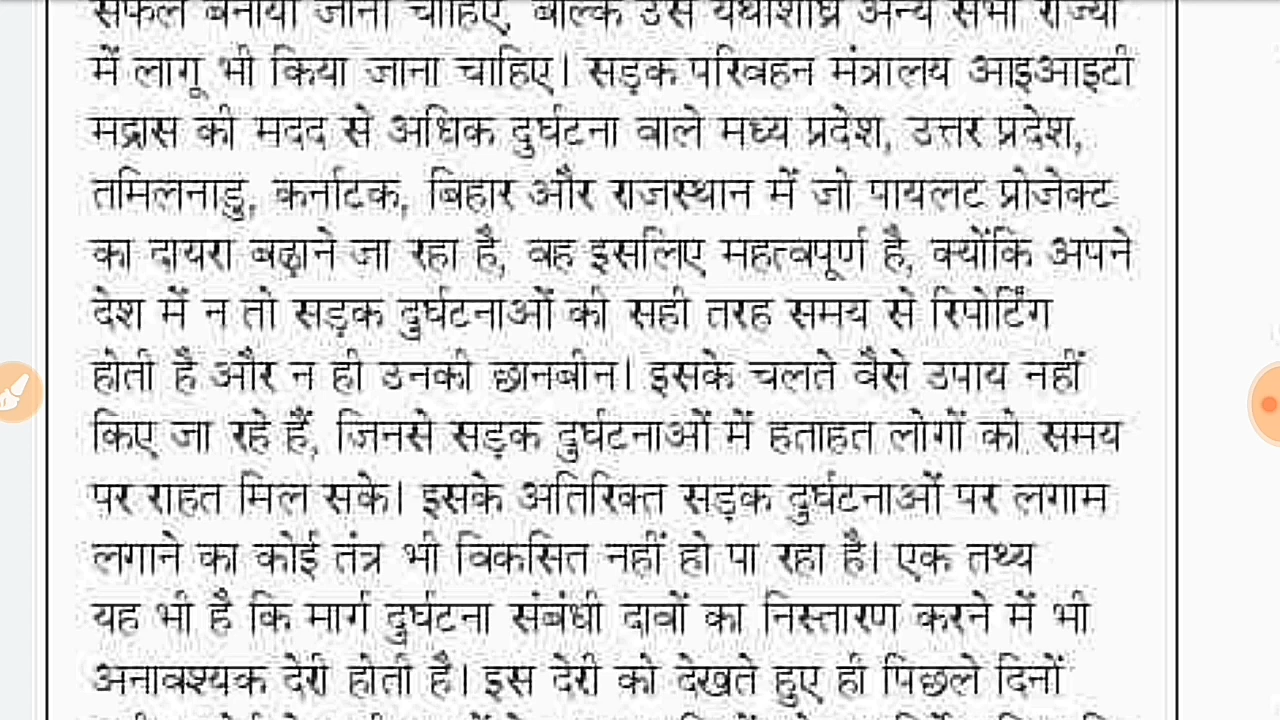 सफल बनाया जाना चाहिए, बल्कि उसे यथाशीघ्र अन्य सभी राज्यों
में लागू भी किया जाना चाहिए। सड़क परिवहन मंत्रालय आइआइटी
मद्रास की मदद से अधिक दुर्घटना वाले मध्य प्रदेश, उत्तर प्रदेश,
तमिलनाडु, कर्नाटक, बिहार और राजस्थान में जो पायलट प्रोजेक्ट
का दायरा बढ़ाने जा रहा है, वह इसलिए महत्वपूर्ण है, क्योंकि अपने
देश में न तो सड़क दुर्घटनाओं की सही तरह समय से रिपोर्टिंग
होती है और न ही उनकी छानबीन। इसके चलते वैसे उपाय नहीं
किए जा रहे हैं, जिनसे सड़क दुर्घटनाओं में हताहत लोगों को समय
पर राहत मिल सके। इसके अतिरिक्त सड़क दुर्घटनाओं पर लगाम
लगाने का कोई तंत्र भी विकसित नहीं हो पा रहा है। एक तथ्य
यह भी है कि मार्ग दुर्घटना संबंधी दावों का निस्तारण करने में भी
अनावश्यक देरी होती है। इस देरी को देखते हुए ही पिछले दिनों